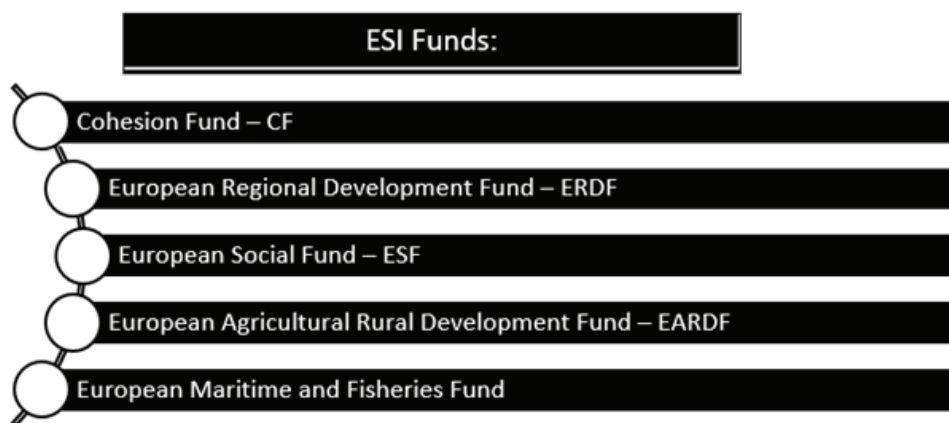 ESI Funds:
Cohesion Fund – CF
European Regional Development Fund – ERDF
European Social Fund – ESF
European Agricultural Rural Development Fund – EARDF
European Maritime and Fisheries Fund